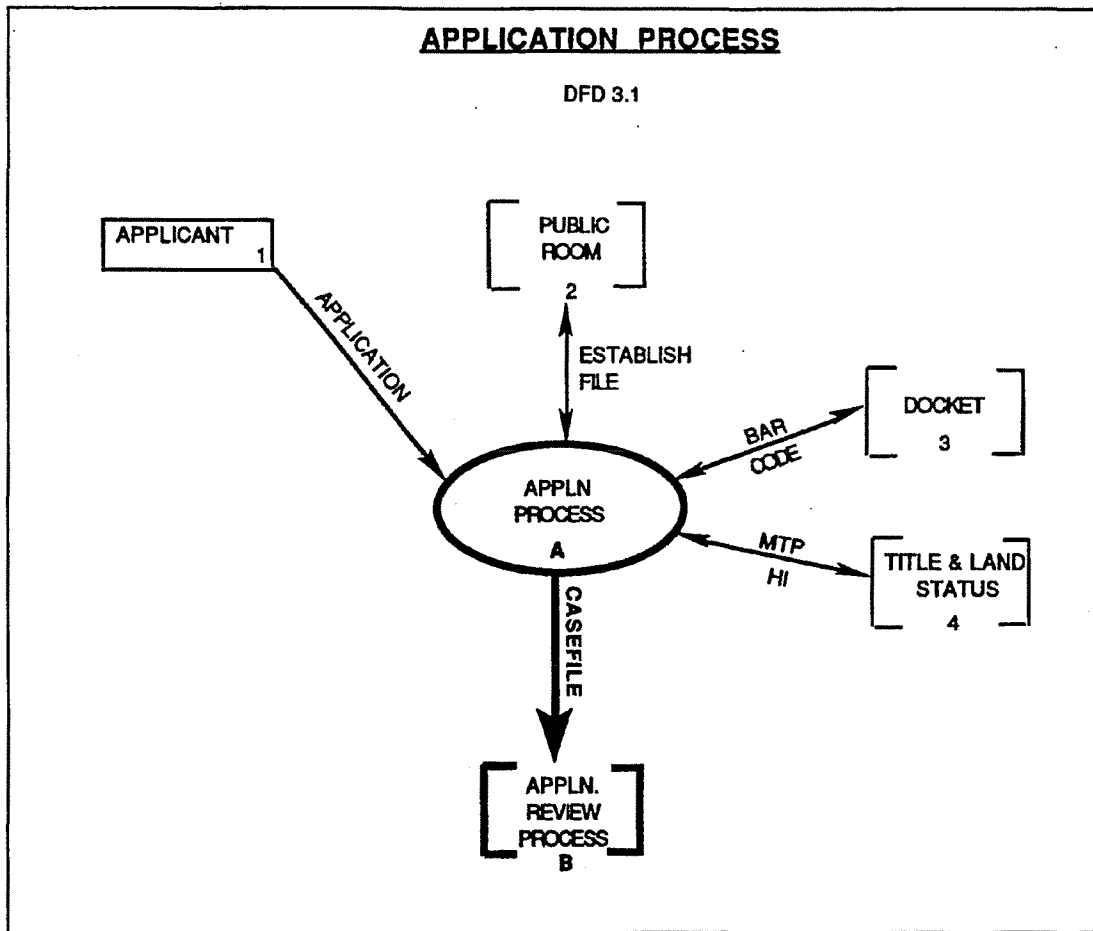 APPLICATION PROCESS
DFD 3.1
APPLICANT
1
PUBLIC
ROOM
2
APPLICATION
ESTABLISH
FILE
DOCKET
3
BAR
CODE
APPLN
PROCESS
A
MTP
HI
TITLE & LAND
STATUS
4
CASEFILE
APPLN.
REVIEW
PROCESS
B